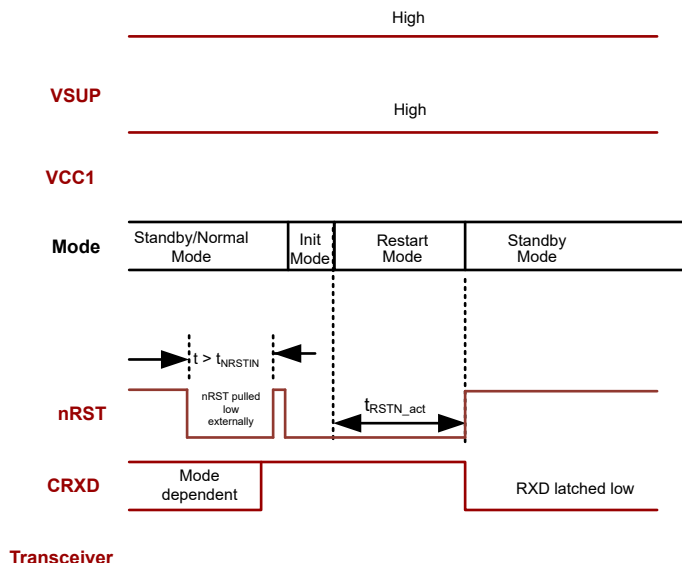 High
VSUP
High
VCC1
Mode
Standby/Normal
Mode
Init
Mode
Restart
Mode
Standby
Mode
t > tNRSTIN
nRST
nRST pulled
low
externally
tRSTN_act
CRXD
Mode
dependent
RXD latched low
Transceiver